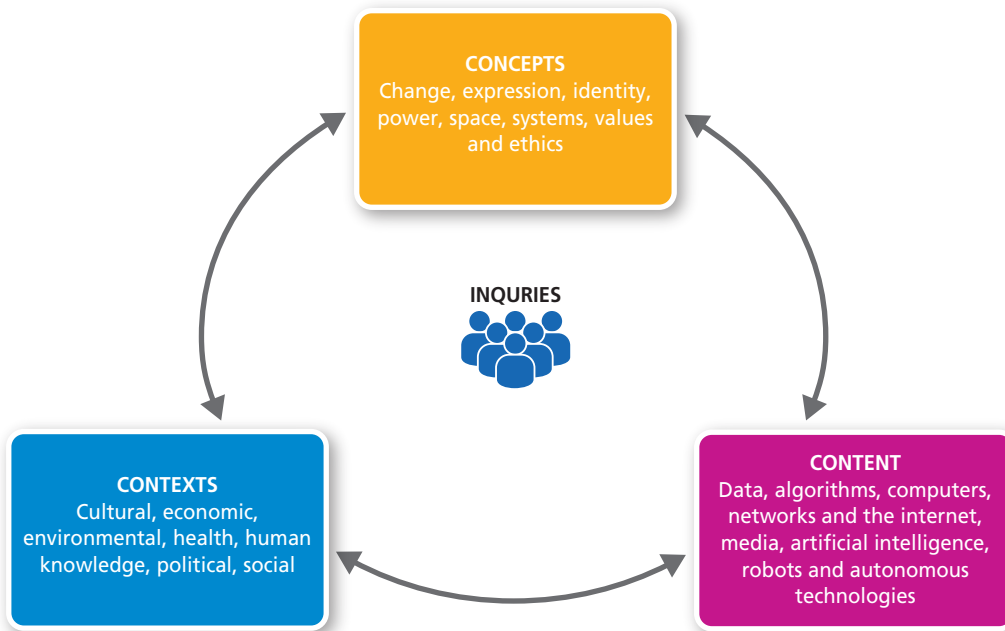 CONCEPTS
Change, expression, identity,
power, space, systems, values
and ethics
INQURIES
CONTEXTS
Cultural, economic,
environmental, health, human
knowledge, political, social
CONTENT
Data, algorithms, computers,
networks and the internet,
media, artificial intelligence,
robots and autonomous
technologies